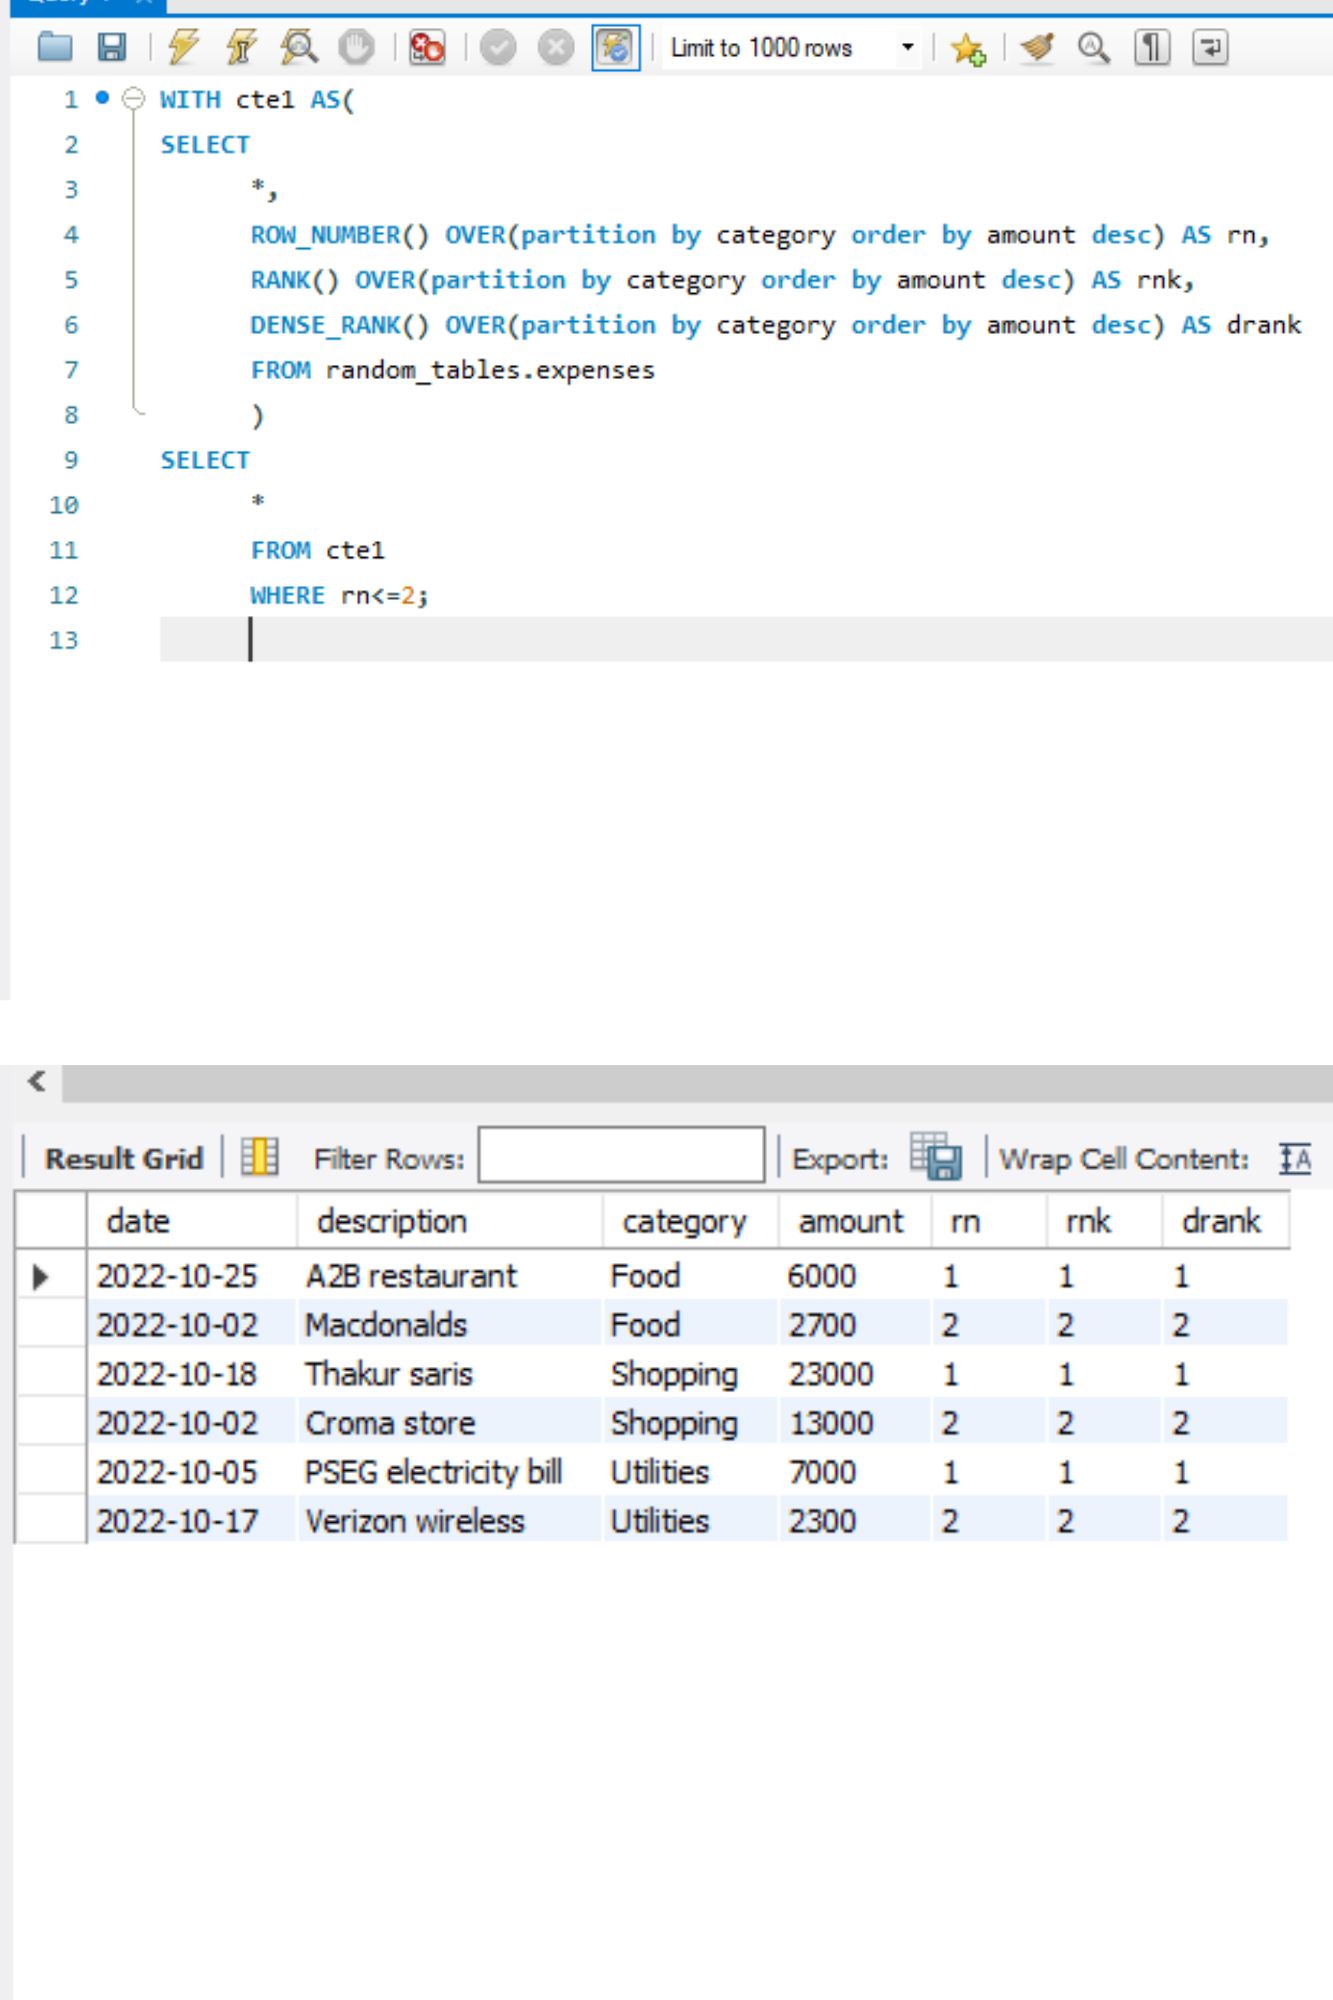 Limit to 1000 rows
1 WITH cte1 AS(
2 SELECT
3 *,
4 ROW_NUMBER() OVER(partition by category order by amount desc) AS rn,
5 RANK() OVER(partition by category order by amount desc) AS rnk,
6 DENSE_RANK() OVER(partition by category order by amount desc) AS drank
7 FROM random_tables.expenses
8 )
9 SELECT
10 *
11 FROM cte1
12 WHERE rn<=2;
13
Result Grid Filter Rows: Export: Wrap Cell Content: IA
date description category amount rn rnk drank
2022-10-25 A2B restaurant Food 6000 1 1 1
2022-10-02 Macdonalds Food 2700 2 2 2
2022-10-18 Thakur saris Shopping 23000 1 1 1
2022-10-02 Croma store Shopping 13000 2 2 2
2022-10-05 PSEG electricity bill Utilities 7000 1 1 1
2022-10-17 Verizon wireless Utilities 2300 2 2 2